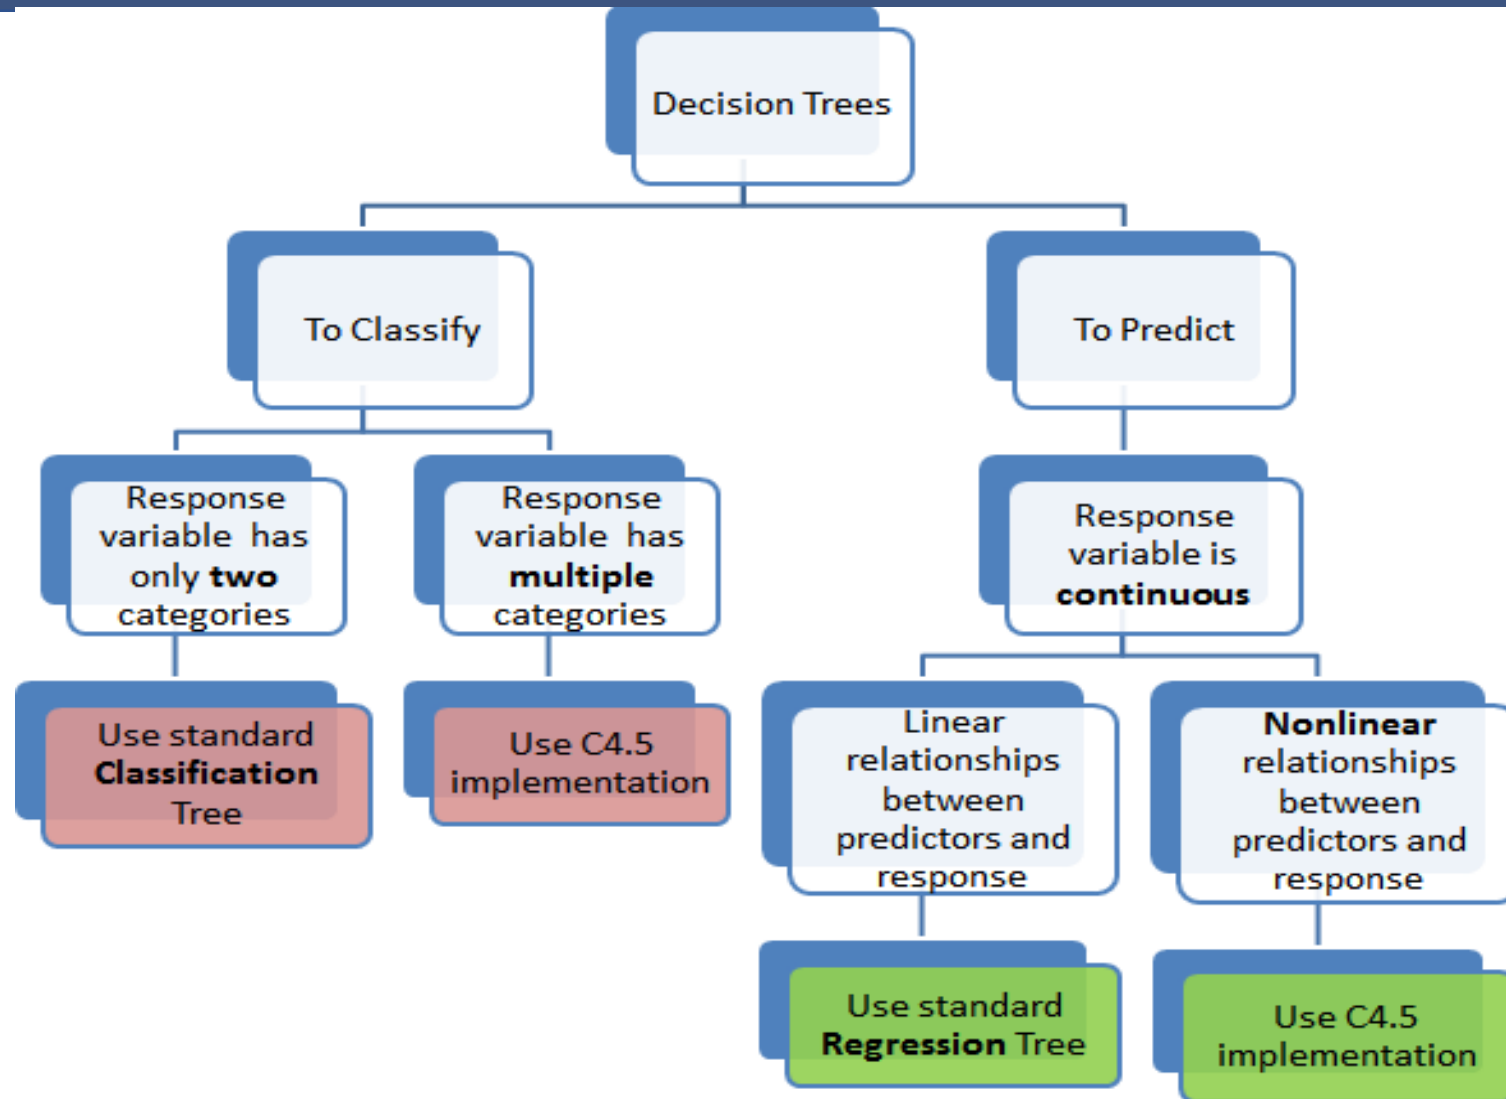 Decision Trees
To Classify
To Predict
Response
variable has
only two
categories
Response
variable has
multiple
categories
Response
variable is
continuous
Use standard
Classification
Tree
Use C4.5
implementation
Linear
relationships
between
predictors and
response
Nonlinear
relationships
between
predictors and
response
Use standard
Regression Tree
Use C4.5
implementation